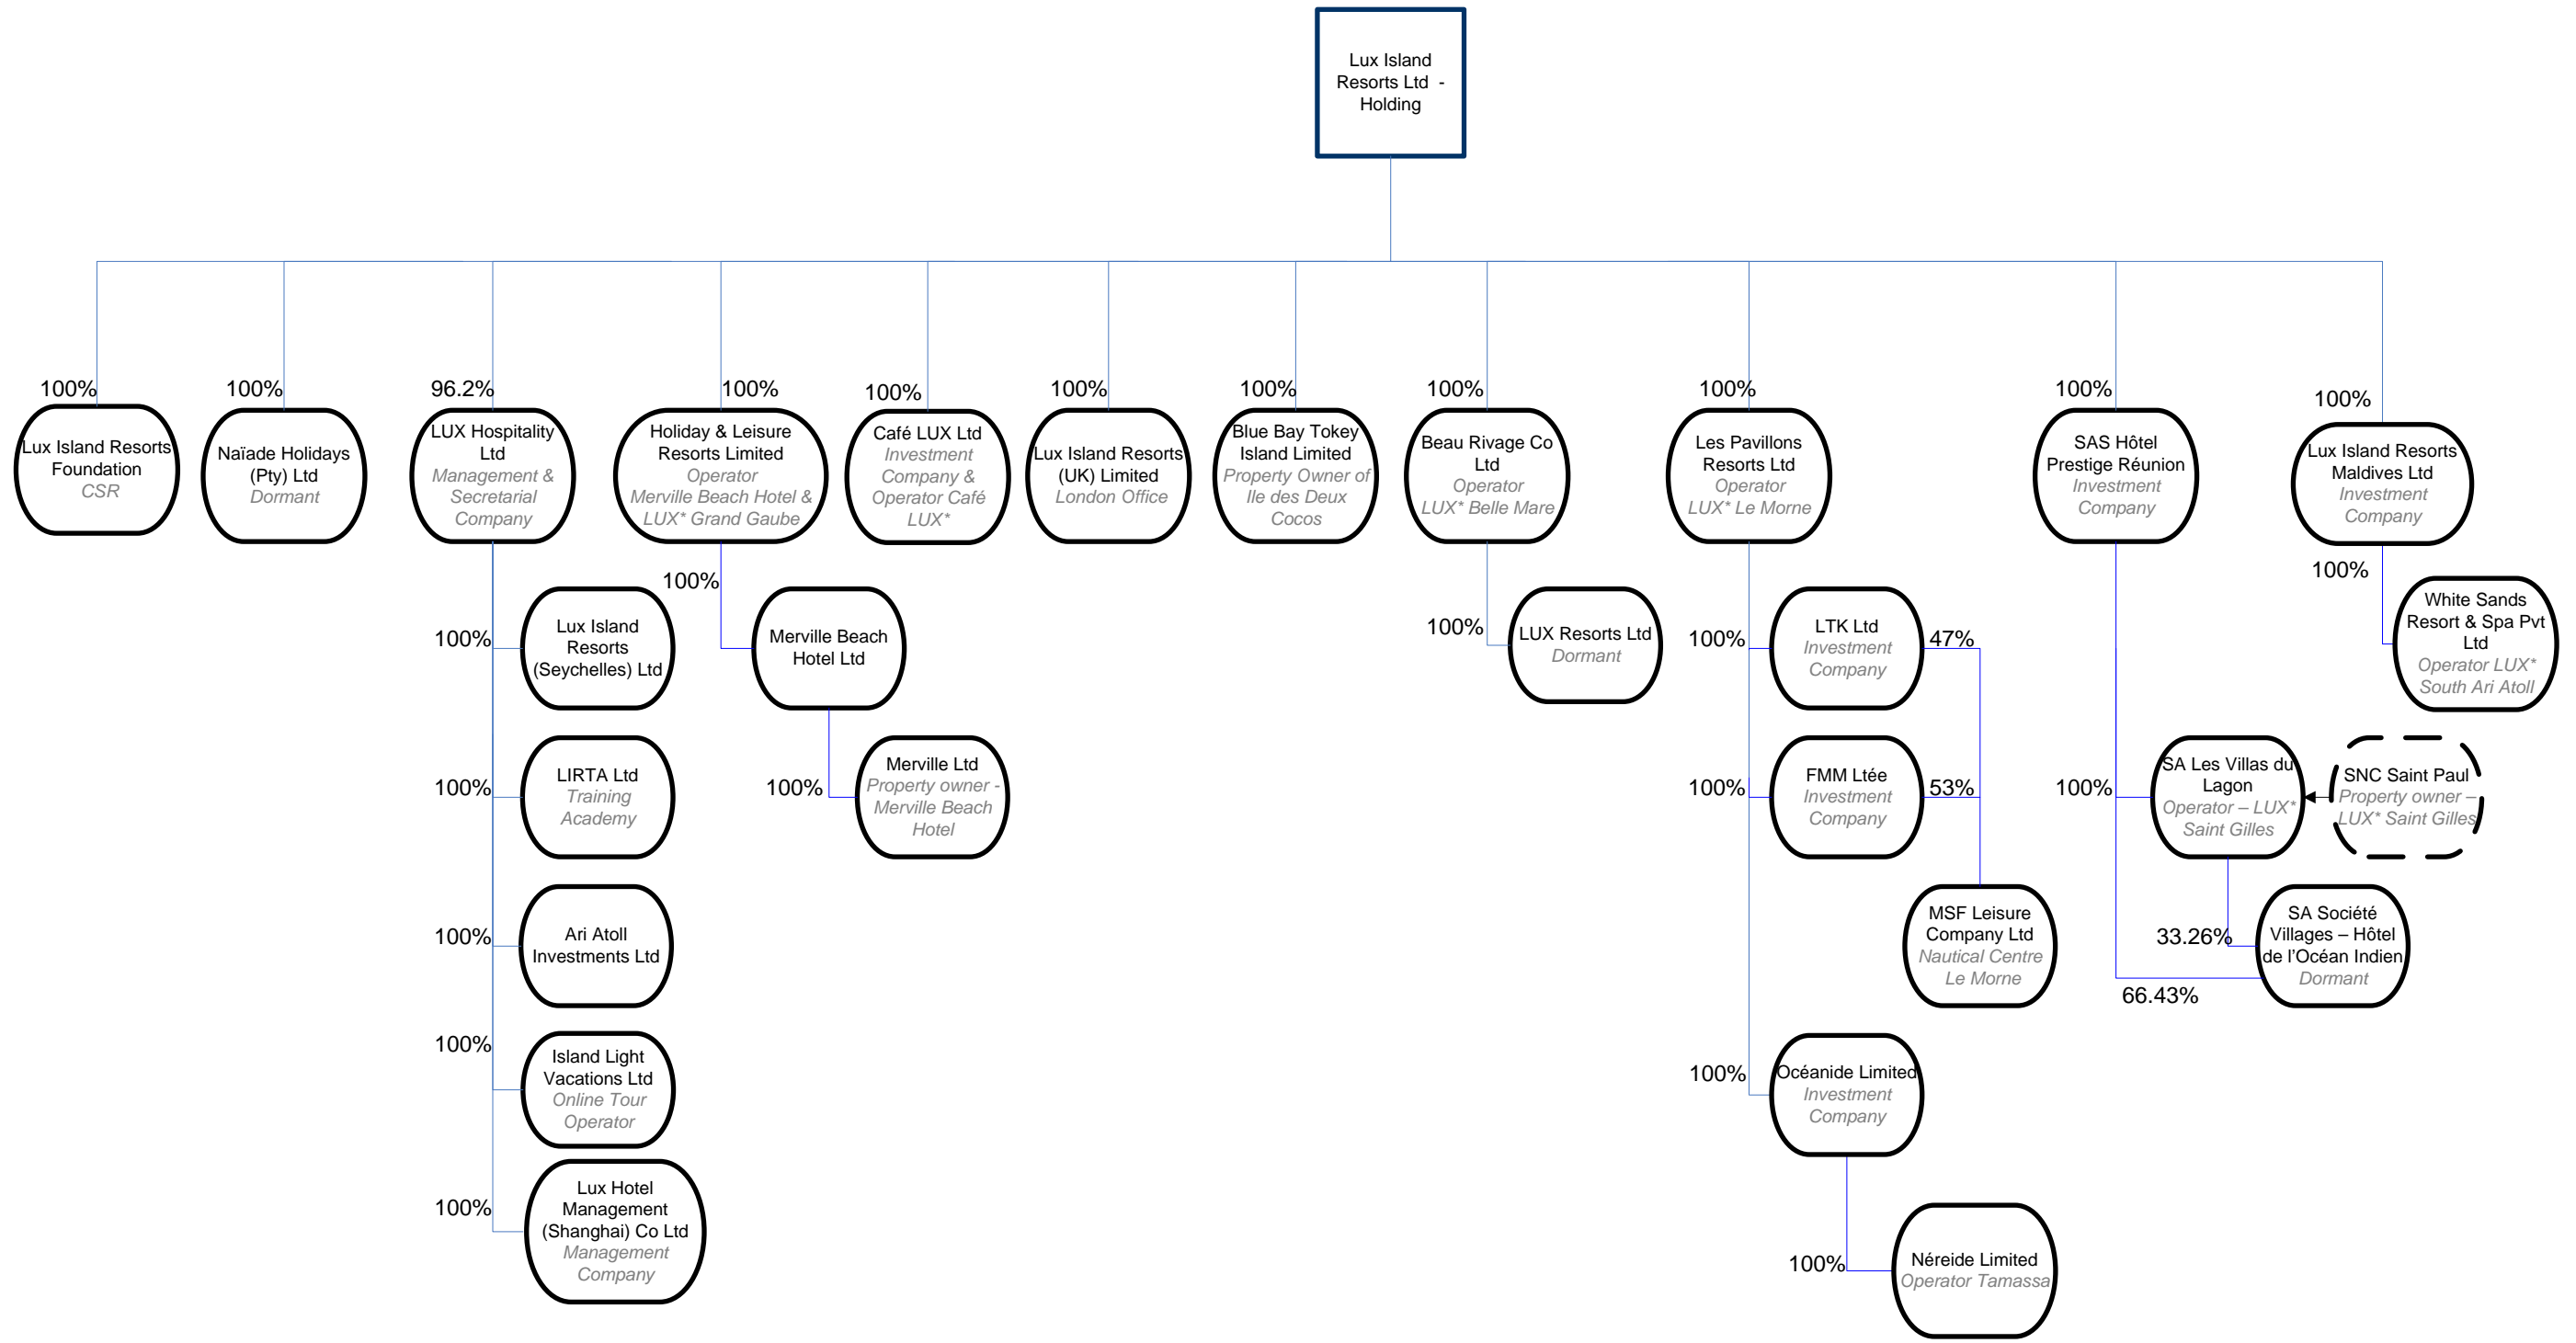 Lux Island
Resorts Ltd -
Holding
100%
Lux Island Resorts
Foundation
CSR
100%
Naïade Holidays
(Pty) Ltd
Dormant
96.2%
LUX Hospitality
Ltd
Management &
Secretarial
Company
100%
Holiday & Leisure
Resorts Limited
Operator
Merville Beach Hotel &
LUX* Grand Gaube
100%
Café LUX Ltd
Investment
Company &
Operator Café
LUX*
100%
Lux Island Resorts
(UK) Limited
London Office
100%
Blue Bay Tokey
Island Limited
Property Owner of
Ile des Deux
Cocos
100%
Beau Rivage Co
Ltd
Operator
LUX* Belle Mare
100%
Les Pavillons
Resorts Ltd
Operator
LUX* Le Morne
100%
SAS Hôtel
Prestige Réunion
Investment
Company
100%
Lux Island Resorts
Maldives Ltd
Investment
Company
100%
Lux Island
Resorts
(Seychelles) Ltd
100%
LIRTA Ltd
Training
Academy
100%
Ari Atoll
Investments Ltd
100%
Island Light
Vacations Ltd
Online Tour
Operator
100%
Lux Hotel
Management
(Shanghai) Co Ltd
Management
Company
100%
Merville Beach
Hotel Ltd
100%
Merville Ltd
Property owner -
Merville Beach
Hotel
100%
LUX Resorts Ltd
Dormant
100%
LTK Ltd
Investment
Company
47%
100%
FMM Ltée
Investment
Company
53%
MSF Leisure
Company Ltd
Nautical Centre
Le Morne
100%
Océanide Limited
Investment
Company
100%
Néreide Limited
Operator Tamassa
100%
SA Les Villas du
Lagon
Operator – LUX*
Saint Gilles
SNC Saint Paul
Property owner –
LUX* Saint Gilles
33.26%
66.43%
SA Société
Villages – Hôtel
de l'Océan Indien
Dormant
100%
White Sands
Resort & Spa Pvt
Ltd
Operator LUX*
South Ari Atoll